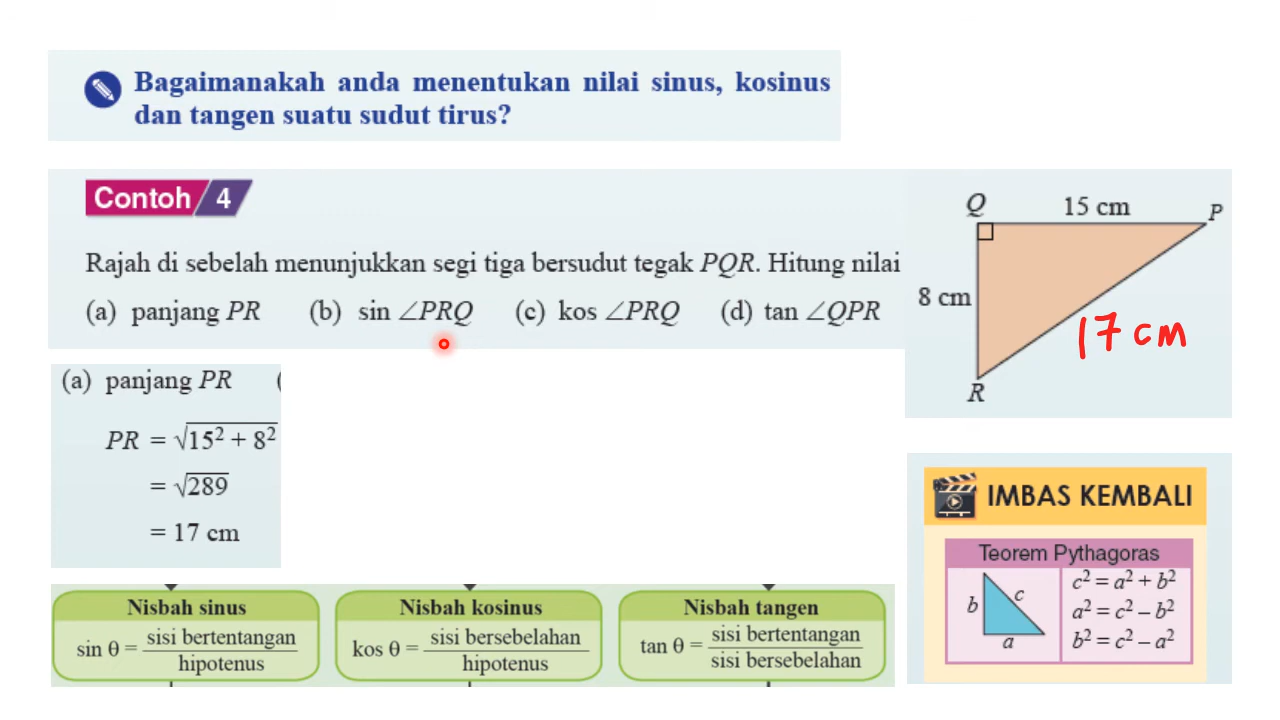 Bagaimanakah anda menentukan nilai sinus, kosinus
dan tangen suatu sudut tirus?
Contoh 4
Rajah di sebelah menunjukkan segi tiga bersudut tegak PQR. Hitung nilai
(a) panjang PR (b) sin ∠PRQ (c) kos ∠PRQ (d) tan ∠QPR
Q 15 cm P
8 cm
17 cm
R
(a) panjang PR (
PR = √15² + 8²
= √289
= 17 cm
IMBAS KEMBALI
Teorem Pythagoras
b c a
c² = a² + b²
a² = c² – b²
b² = c² – a²
Nisbah sinus
sin θ = sisi bertentangan
hipotenus
Nisbah kosinus
kos θ = sisi bersebelahan
hipotenus
Nisbah tangen
tan θ = sisi bertentangan
sisi bersebelahan